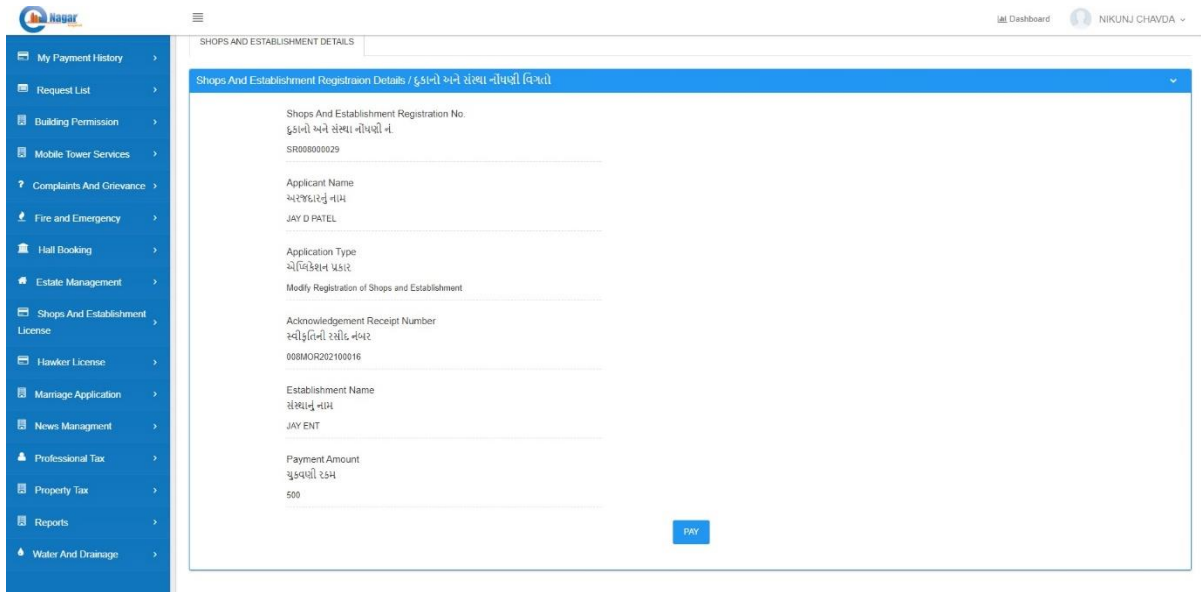 Nagar
Dashboard
NIKUNJ CHAVDA
My Payment History
Request List
Building Permission
Mobile Tower Services
Complaints And Grievance
Fire and Emergency
Hall Booking
Estate Management
Shops And Establishment
License
Hawker License
Marriage Application
News Managment
Professional Tax
Property Tax
Reports
Water And Drainage
SHOPS AND ESTABLISHMENT DETAILS
Shops And Establishment Registraion Details / દુકાનો અને સંસ્થા નોંધણી વિગતો
Shops And Establishment Registration No.
દુકાનો અને સંસ્થા નોંધણી નં.
SR008000029
Applicant Name
અરજદારનું નામ
JAY D PATEL
Application Type
એપ્લિકેશન પ્રકાર
Modify Registration of Shops and Establishment
Acknowledgement Receipt Number
સ્વીકૃતિની રસીદ નંબર
008MOR202100016
Establishment Name
સંસ્થાનું નામ
JAY ENT
Payment Amount
ચુકવણી રકમ
500
PAY